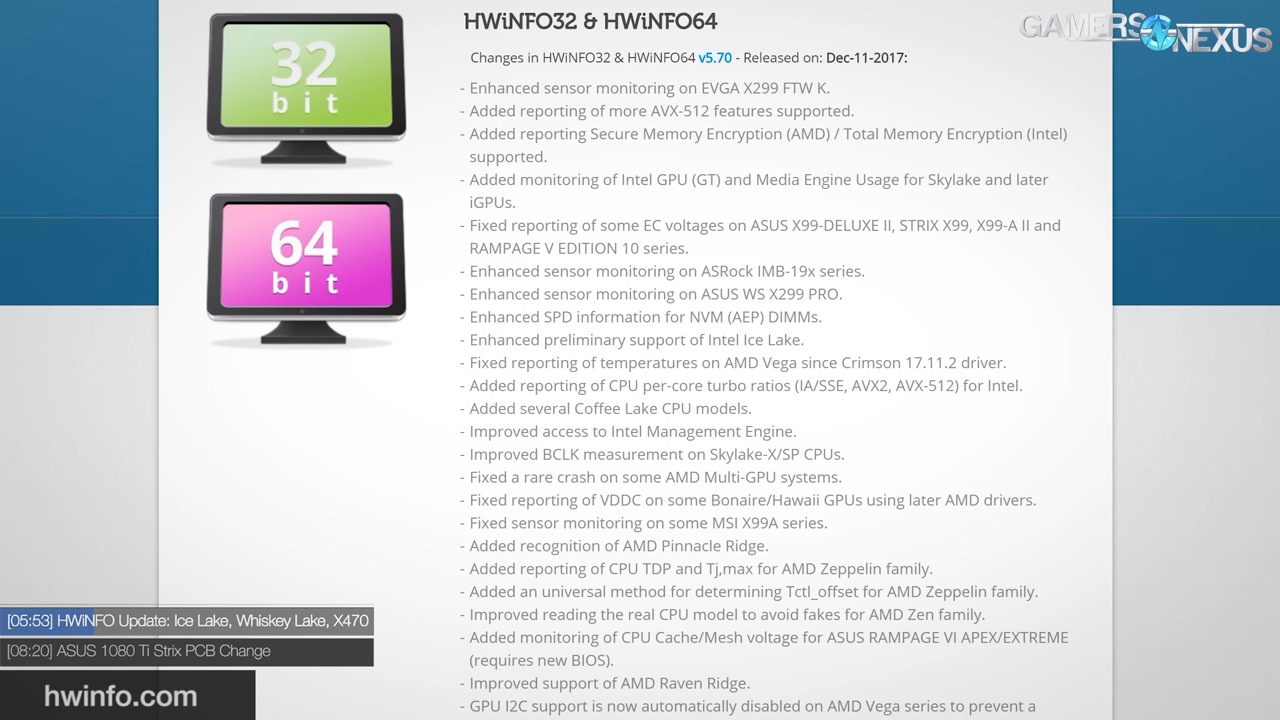 32
bit
64
bit
HWiNFO32 & HWiNFO64
GAMERS NEXUS
Changes in HWiNFO32 & HWiNFO64 v5.70 - Released on: Dec-11-2017:
- Enhanced sensor monitoring on EVGA X299 FTW K.
- Added reporting of more AVX-512 features supported.
- Added reporting Secure Memory Encryption (AMD) / Total Memory Encryption (Intel)
supported.
- Added monitoring of Intel GPU (GT) and Media Engine Usage for Skylake and later
iGPUs.
- Fixed reporting of some EC voltages on ASUS X99-DELUXE II, STRIX X99, X99-A II and
RAMPAGE V EDITION 10 series.
- Enhanced sensor monitoring on ASRock IMB-19x series.
- Enhanced sensor monitoring on ASUS WS X299 PRO.
- Enhanced SPD information for NVM (AEP) DIMMs.
- Enhanced preliminary support of Intel Ice Lake.
- Fixed reporting of temperatures on AMD Vega since Crimson 17.11.2 driver.
- Added reporting of CPU per-core turbo ratios (IA/SSE, AVX2, AVX-512) for Intel.
- Added several Coffee Lake CPU models.
- Improved access to Intel Management Engine.
- Improved BCLK measurement on Skylake-X/SP CPUs.
- Fixed a rare crash on some AMD Multi-GPU systems.
- Fixed reporting of VDDC on some Bonaire/Hawaii GPUs using later AMD drivers.
- Fixed sensor monitoring on some MSI X99A series.
- Added recognition of AMD Pinnacle Ridge.
- Added reporting of CPU TDP and Tj,max for AMD Zeppelin family.
- Added an universal method for determining Tctl_offset for AMD Zeppelin family.
- Improved reading the real CPU model to avoid fakes for AMD Zen family.
- Added monitoring of CPU Cache/Mesh voltage for ASUS RAMPAGE VI APEX/EXTREME
(requires new BIOS).
- Improved support of AMD Raven Ridge.
- GPU I2C support is now automatically disabled on AMD Vega series to prevent a
[05:53] HWiNFO Update: Ice Lake, Whiskey Lake, X470
[08:20] ASUS 1080 Ti Strix PCB Change
hwinfo.com